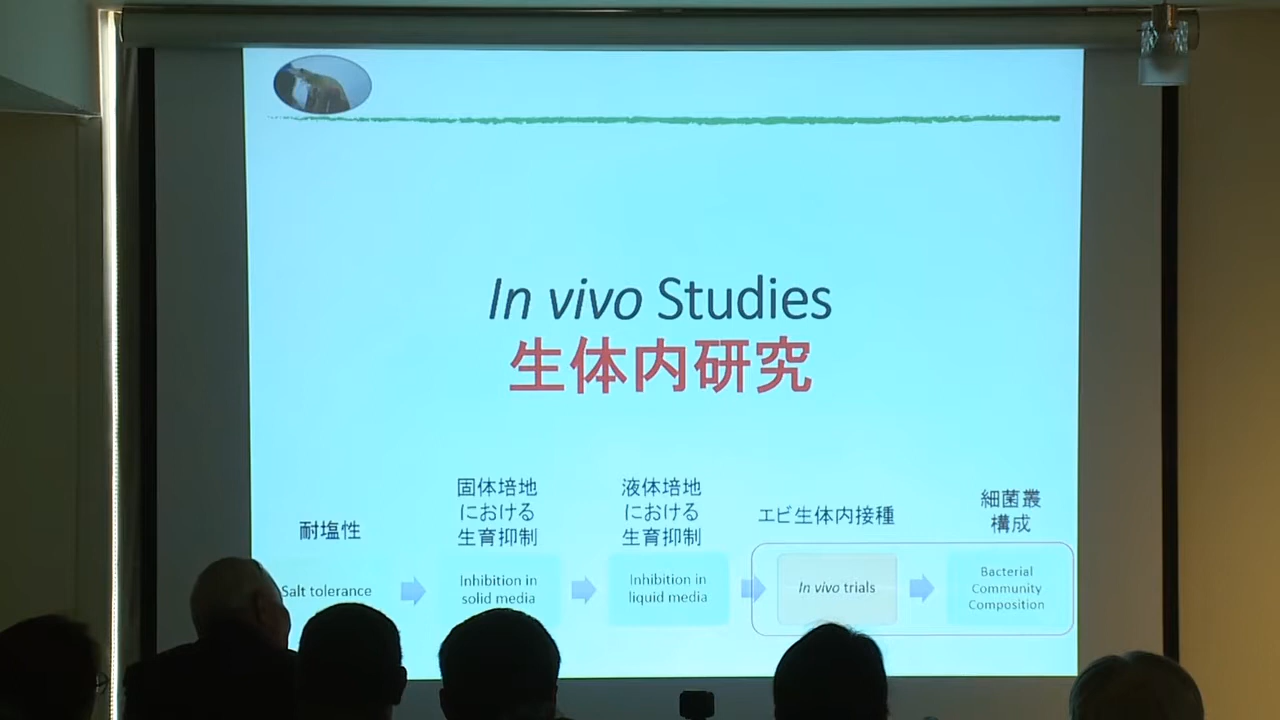 In vivo Studies
生体内研究
耐塩性
Salt tolerance
固体培地
における
生育抑制
Inhibition in
solid media
液体培地
における
生育抑制
Inhibition in
liquid media
エビ生体内接種
In vivo trials
細菌叢
構成
Bacterial
Community
Composition